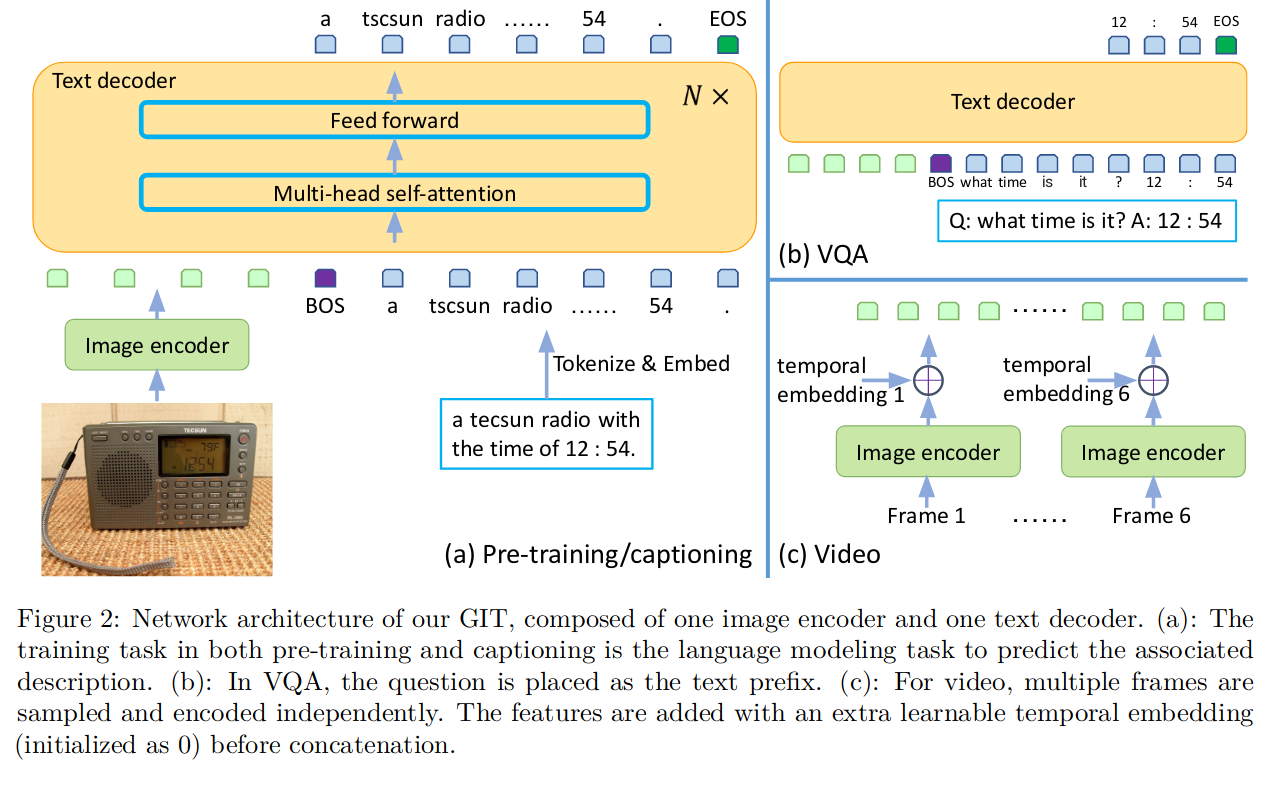 a tscsun radio ...... 54 . EOS
Text decoder
N ×
Feed forward
Multi-head self-attention
BOS a tscsun radio ...... 54 .
Image encoder
Tokenize & Embed
a tecsun radio with
the time of 12 : 54.
TECSUN
79F
1254
(a) Pre-training/captioning
12 : 54 EOS
Text decoder
BOS what time is it ? 12 : 54
Q: what time is it? A: 12 : 54
(b) VQA
......
temporal
embedding 1
temporal
embedding 6
Image encoder
Image encoder
Frame 1 ...... Frame 6
(c) Video
Figure 2: Network architecture of our GIT, composed of one image encoder and one text decoder. (a): The
training task in both pre-training and captioning is the language modeling task to predict the associated
description. (b): In VQA, the question is placed as the text prefix. (c): For video, multiple frames are
sampled and encoded independently. The features are added with an extra learnable temporal embedding
(initialized as 0) before concatenation.